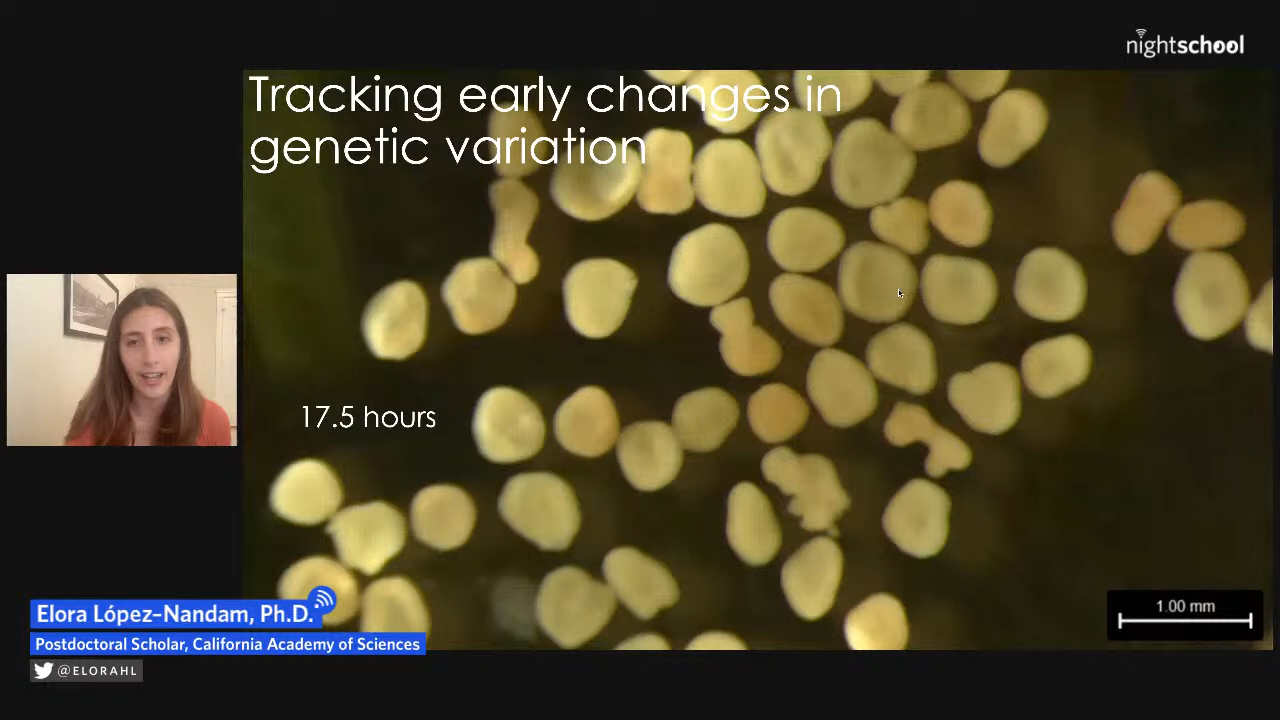 nightschool
Tracking early changes in
genetic variation
17.5 hours
1.00 mm
Elora López-Nandam, Ph.D.
Postdoctoral Scholar, California Academy of Sciences
@ELORAHL